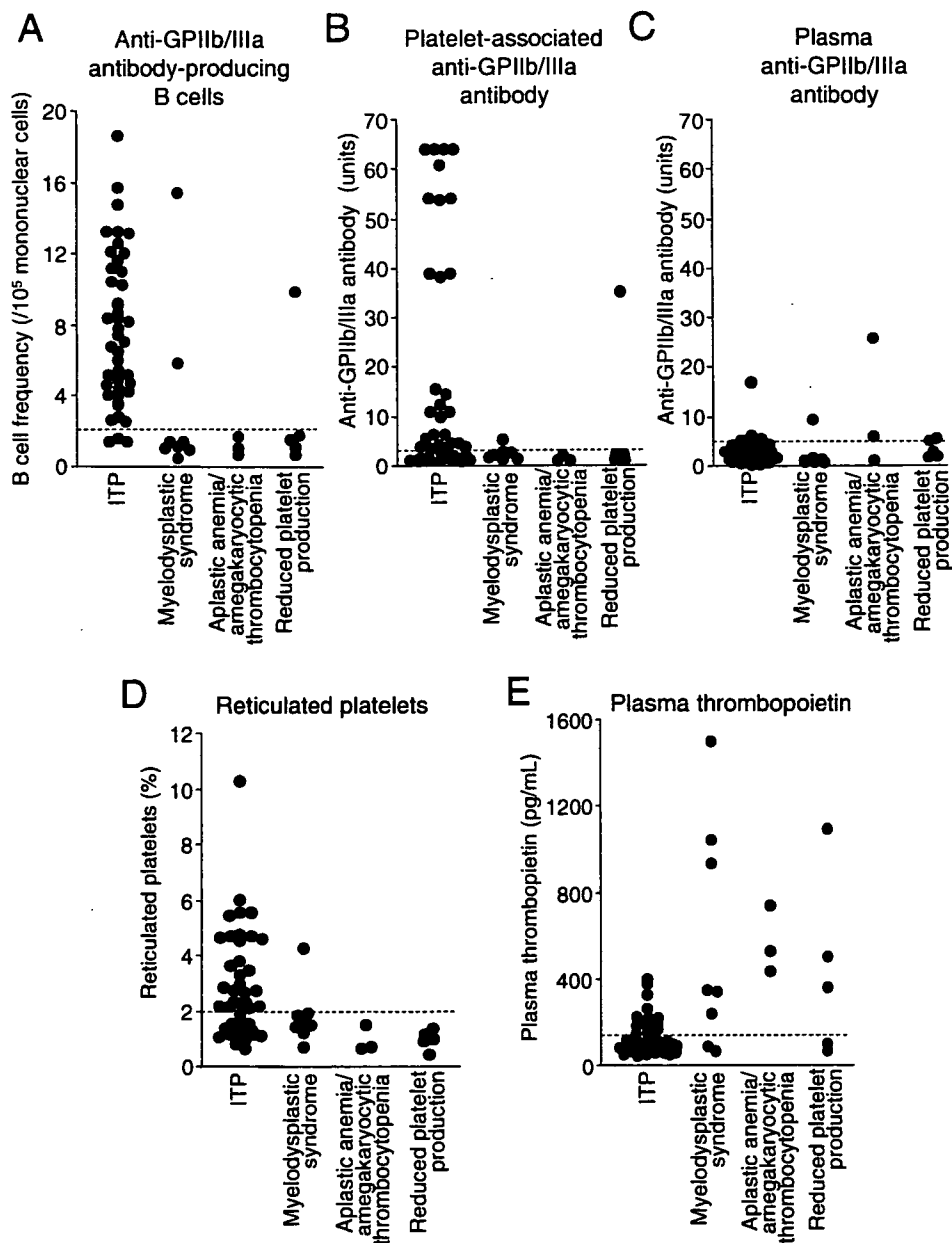 A
Anti-GPIIb/IIIa
antibody-producing
B cells
B cell frequency (/10⁵ mononuclear cells)
20
16
12
8
4
0
ITP
Myelodysplastic
syndrome
Aplastic anemia/
amegakaryocytic
thrombocytopenia
Reduced platelet
production
B
Platelet-associated
anti-GPIIb/IIIa
antibody
Anti-GPIIb/IIIa antibody (units)
70
60
50
40
30
20
10
0
ITP
Myelodysplastic
syndrome
Aplastic anemia/
amegakaryocytic
thrombocytopenia
Reduced platelet
production
C
Plasma
anti-GPIIb/IIIa
antibody
Anti-GPIIb/IIIa antibody (units)
70
60
50
40
30
20
10
0
ITP
Myelodysplastic
syndrome
Aplastic anemia/
amegakaryocytic
thrombocytopenia
Reduced platelet
production
D
Reticulated platelets
Reticulated platelets (%)
12
10
8
6
4
2
0
ITP
Myelodysplastic
syndrome
Aplastic anemia/
amegakaryocytic
thrombocytopenia
Reduced platelet
production
E
Plasma thrombopoietin
Plasma thrombopoietin (pg/mL)
1600
1200
800
400
0
ITP
Myelodysplastic
syndrome
Aplastic anemia/
amegakaryocytic
thrombocytopenia
Reduced platelet
production